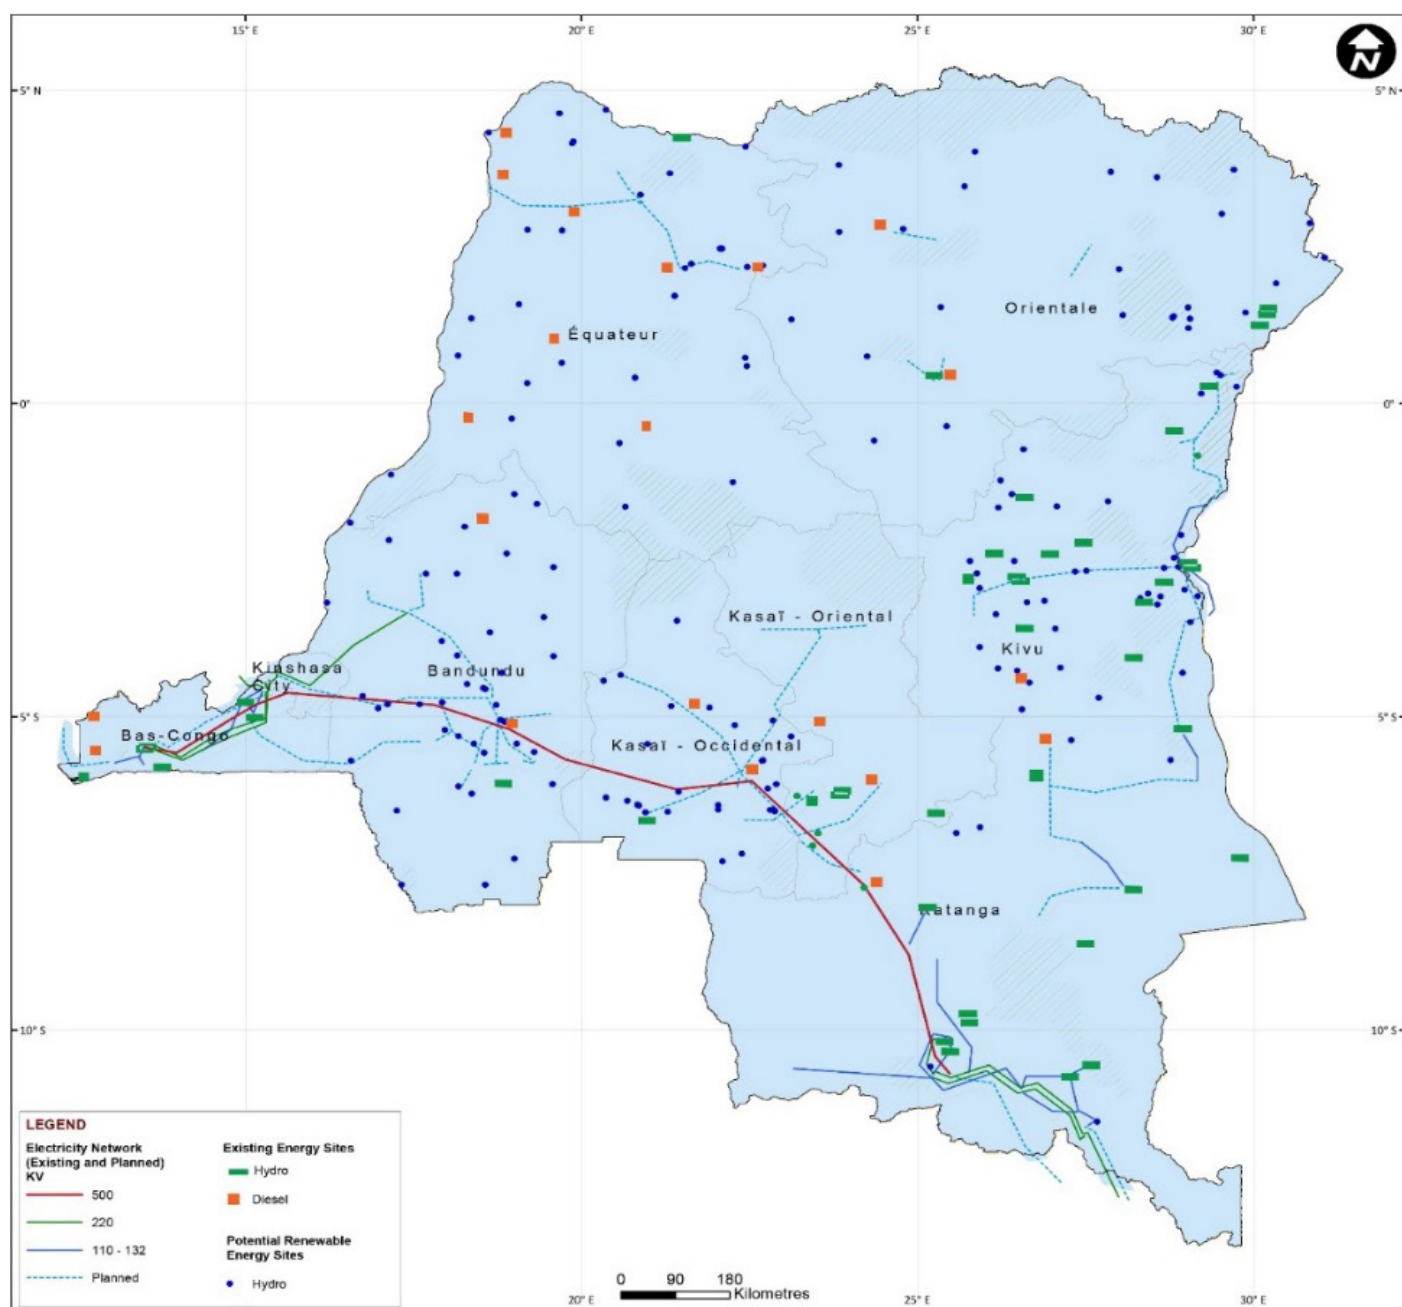 15° E
20° E
25° E
30° E
N
5° N
5° N
Orientale
Équateur
0°
0°
Kasaï - Oriental
Kivu
Kinshasa
City
Bandundu
5° S
5° S
Bas-Congo
Kasaï - Occidental
Katanga
10° S
10° S
LEGEND
Electricity Network
(Existing and Planned)
KV
500
220
110 - 132
Planned
Existing Energy Sites
Hydro
Diesel
Potential Renewable
Energy Sites
Hydro
0 90 180
Kilometres
20° E
25° E
30° E